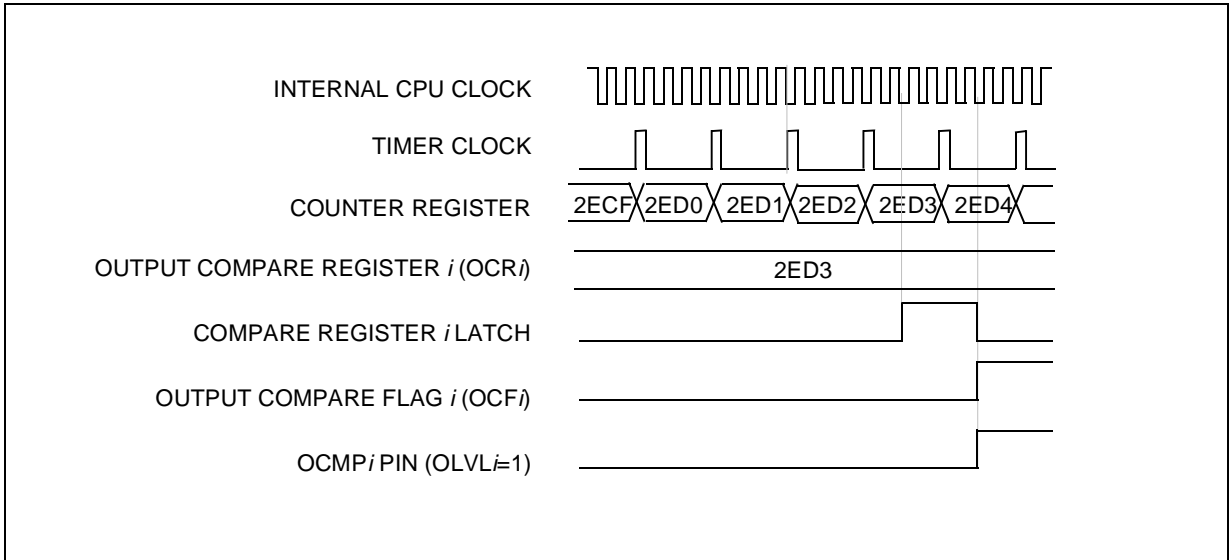 INTERNAL CPU CLOCK
TIMER CLOCK
COUNTER REGISTER 2ECF 2ED0 2ED1 2ED2 2ED3 2ED4
OUTPUT COMPARE REGISTER i (OCRi) 2ED3
COMPARE REGISTER i LATCH
OUTPUT COMPARE FLAG i (OCFi)
OCMPi PIN (OLVLi=1)